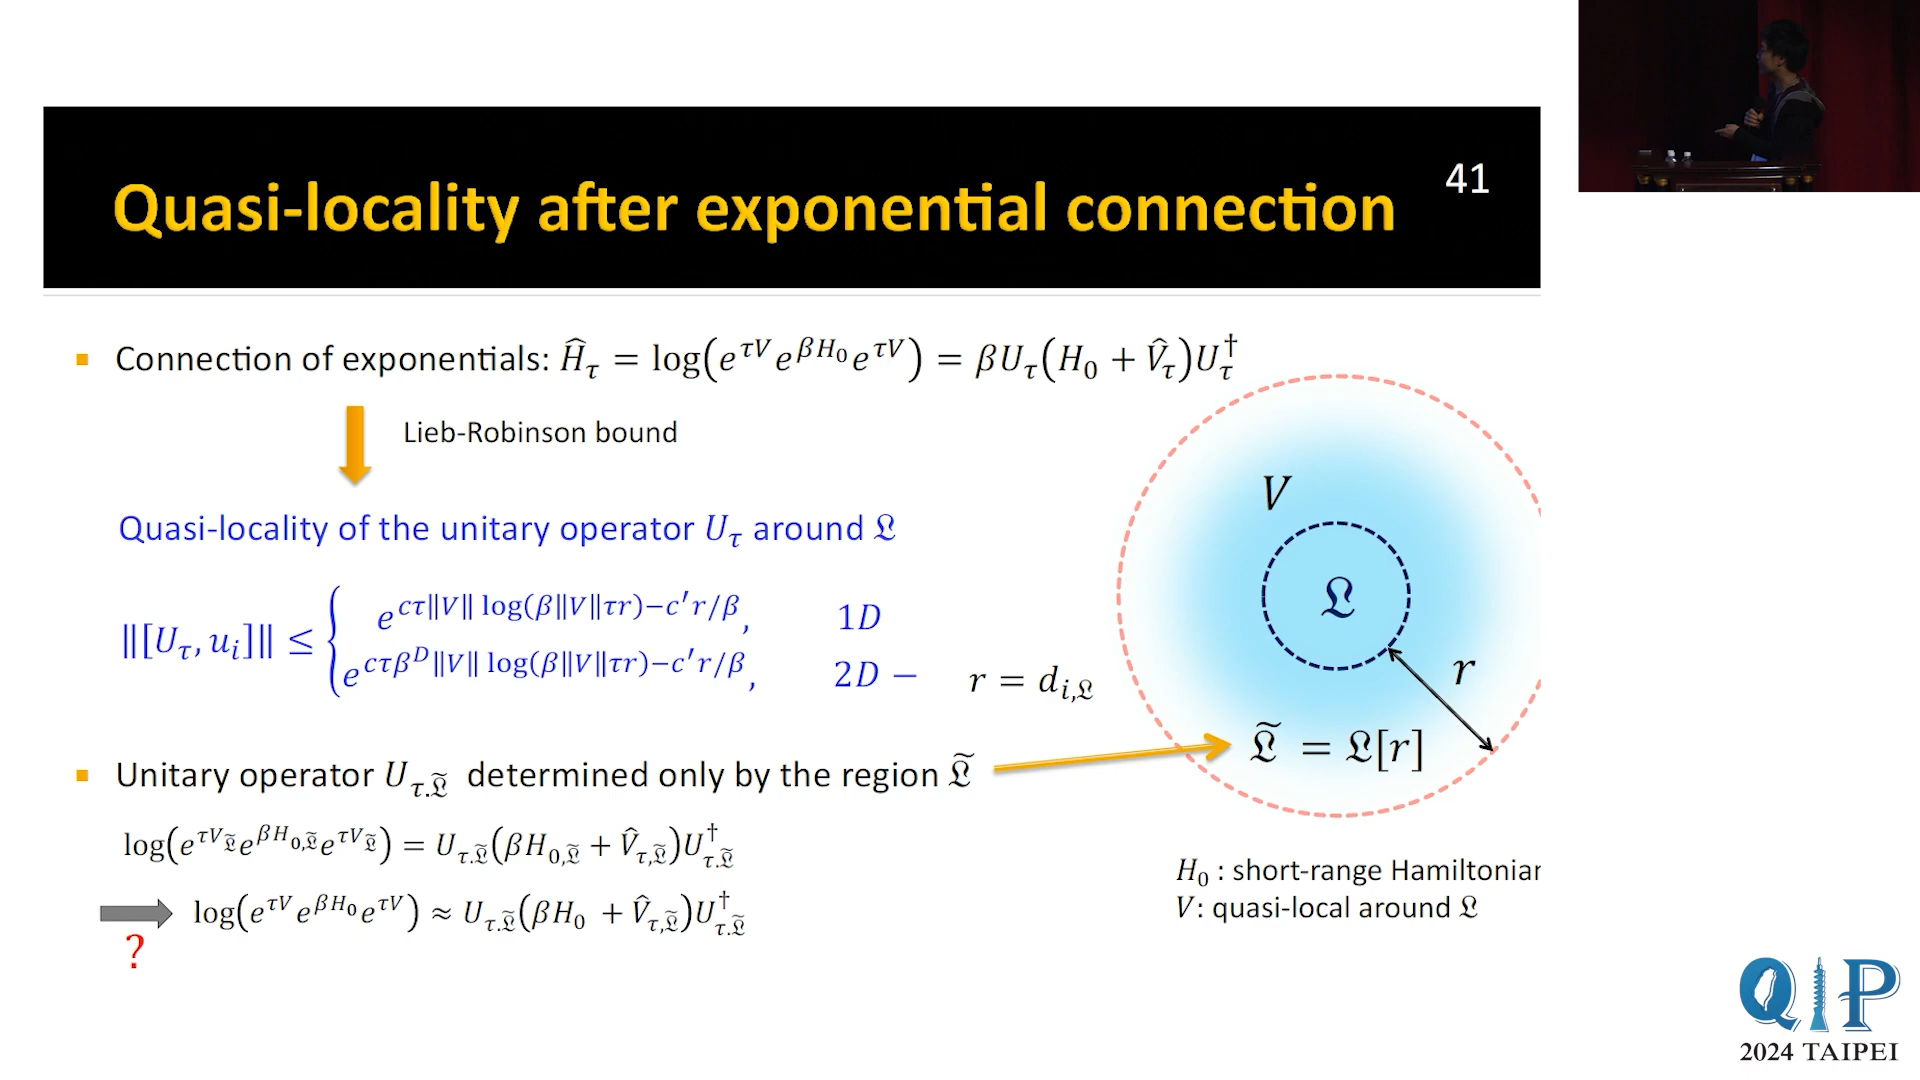 Quasi-locality after exponential connection
41
Connection of exponentials: Ĥ_τ = log(e^{τV} e^{βH_0} e^{τV}) = βU_τ(H_0 + V̂_τ)U_τ^†
Lieb-Robinson bound
Quasi-locality of the unitary operator U_τ around 𝔏
‖[U_τ, u_i]‖ ≤ { e^{cτ‖V‖ log(β‖V‖τr)−c′r/β}, 1D
e^{cτβ^D‖V‖ log(β‖V‖τr)−c′r/β}, 2D −
r = d_{i,𝔏}
V
𝔏
r
𝔏̃ = 𝔏[r]
Unitary operator U_{τ.𝔏̃} determined only by the region 𝔏̃
log(e^{τV_𝔏̃} e^{βH_{0,𝔏̃}} e^{τV_𝔏̃}) = U_{τ.𝔏̃}(βH_{0,𝔏̃} + V̂_{τ,𝔏̃})U_{τ.𝔏̃}^†
log(e^{τV} e^{βH_0} e^{τV}) ≈ U_{τ.𝔏̃}(βH_0 + V̂_{τ,𝔏̃})U_{τ.𝔏̃}^†
?
H_0 : short-range Hamiltonian
V: quasi-local around 𝔏
QIP
2024 TAIPEI